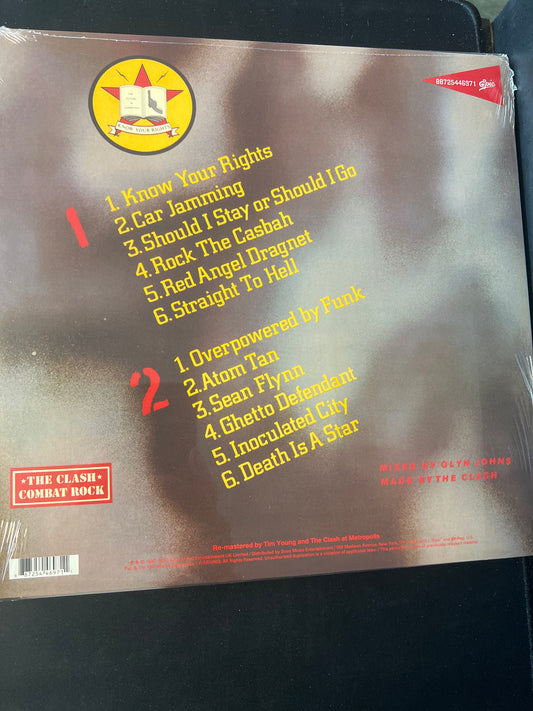 88725446971 Epic
KNOW YOUR RIGHTS
1
1. Know Your Rights
2. Car Jamming
3. Should I Stay or Should I Go
4. Rock The Casbah
5. Red Angel Dragnet
6. Straight To Hell
2
1. Overpowered by Funk
2. Atom Tan
3. Sean Flynn
4. Ghetto Defendant
5. Inoculated City
6. Death Is A Star
★THE CLASH★
COMBAT ROCK
MIXED BY GLYN JOHNS
MADE BY THE CLASH
Re-mastered by Tim Young and The Clash at Metropolis